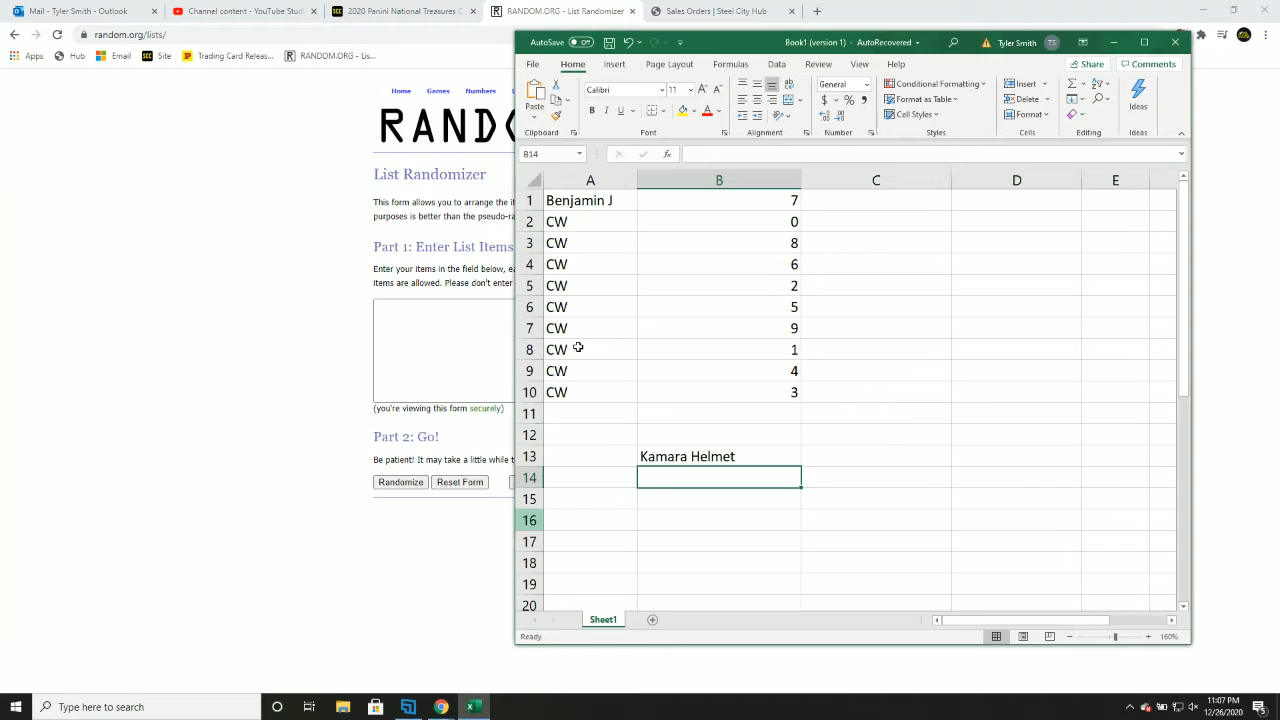 Mail - Tyler Smith - Outlook
Channel content - YouTube Stud
2020 Panini National Treasures C
RANDOM.ORG - List Randomizer
Sales Orders | Steel City Hub
random.org/lists/
Apps
Hub
Email
Site
Trading Card Releas...
RANDOM.ORG - Lis...
Home
Games
Numbers
List Randomizer
This form allows you to arrange the it
purposes is better than the pseudo-ra
Part 1: Enter List Items
Enter your items in the field below, ea
items are allowed. Please don't enter
(you're viewing this form securely)
Part 2: Go!
Be patient! It may take a little while t
Randomize
Reset Form
AutoSave
Off
Book1 (version 1) - AutoRecovered
Tyler Smith
TS
File
Home
Insert
Page Layout
Formulas
Data
Review
View
Help
Share
Comments
Paste
Clipboard
Calibri
11
B I U
Font
Alignment
General
$ % 9
Number
Conditional Formatting
Format as Table
Cell Styles
Styles
Insert
Delete
Format
Cells
Editing
Ideas
Ideas
B14
fx
A B C D E
1 Benjamin J 7
2 CW 0
3 CW 8
4 CW 6
5 CW 2
6 CW 5
7 CW 9
8 CW 1
9 CW 4
10 CW 3
11
12
13 Kamara Helmet
14
15
16
17
18
19
20
Sheet1
Ready
160%
Type here to search
11:07 PM
12/26/2020
5